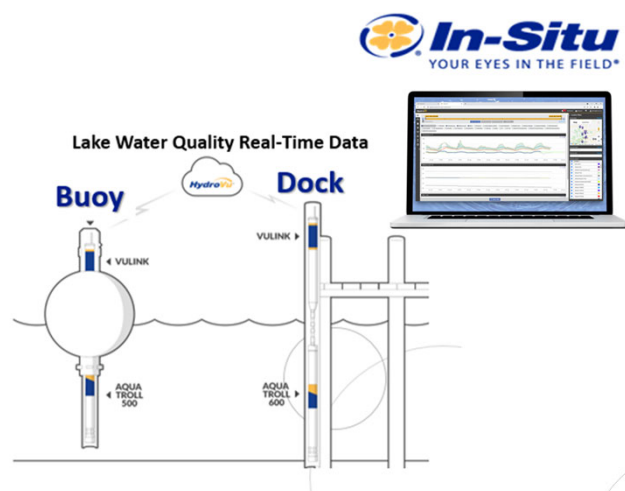 In-Situ
YOUR EYES IN THE FIELD®
Lake Water Quality Real-Time Data
HydroVu
Buoy
Dock
VULINK
VULINK
AQUA
TROLL
500
AQUA
TROLL
600